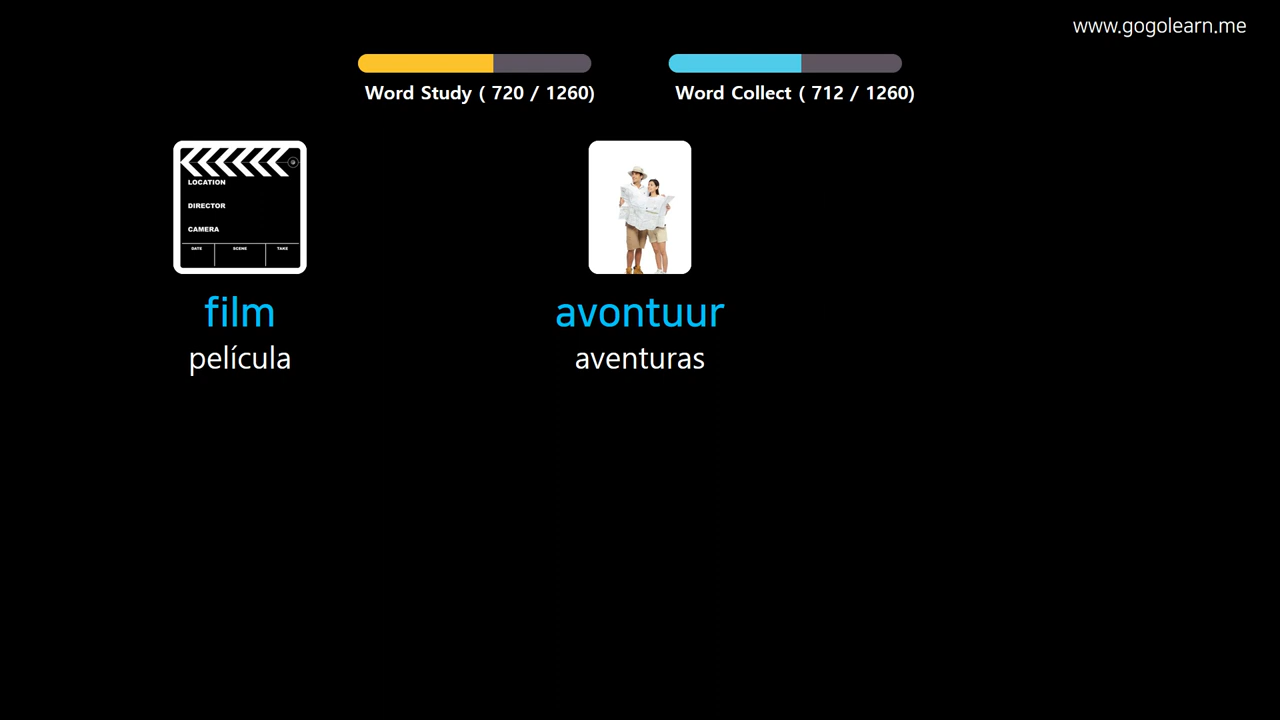 www.gogolearn.me
Word Study ( 720 / 1260)
Word Collect ( 712 / 1260)
LOCATION
DIRECTOR
CAMERA
DATE SCENE TAKE
film
película
avontuur
aventuras